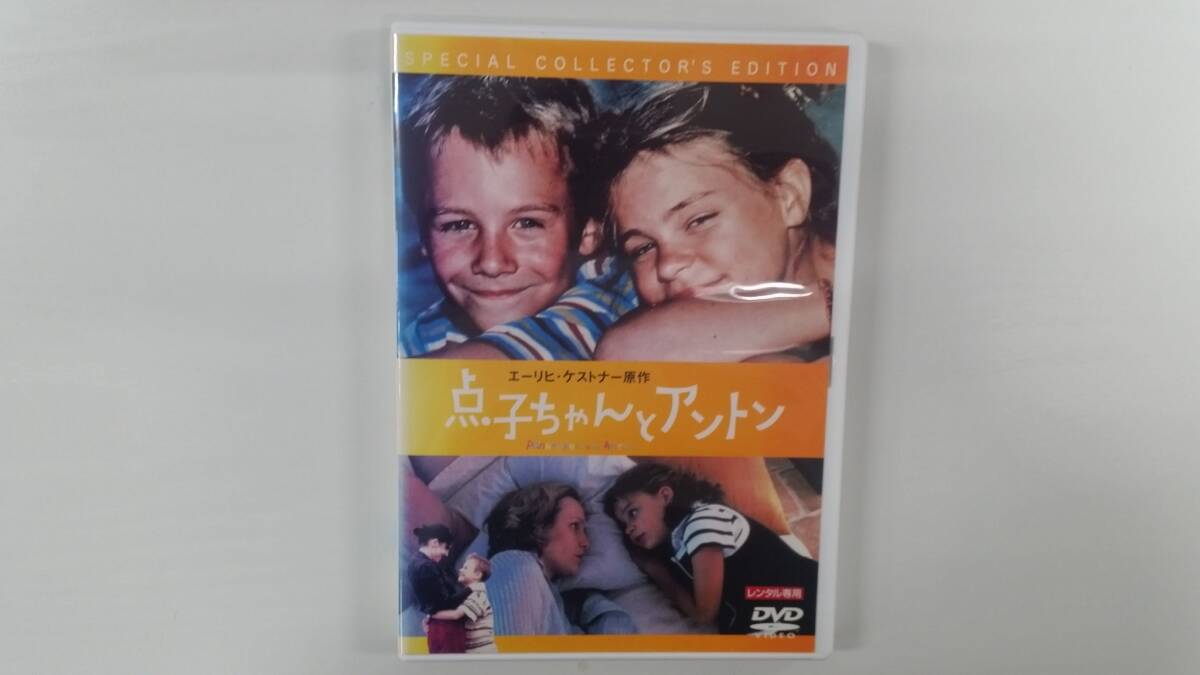 SPECIAL COLLECTOR'S EDITION
エーリヒ・ケストナー原作
点子ちゃんとアントン
レンタル専用
DVD
VIDEO